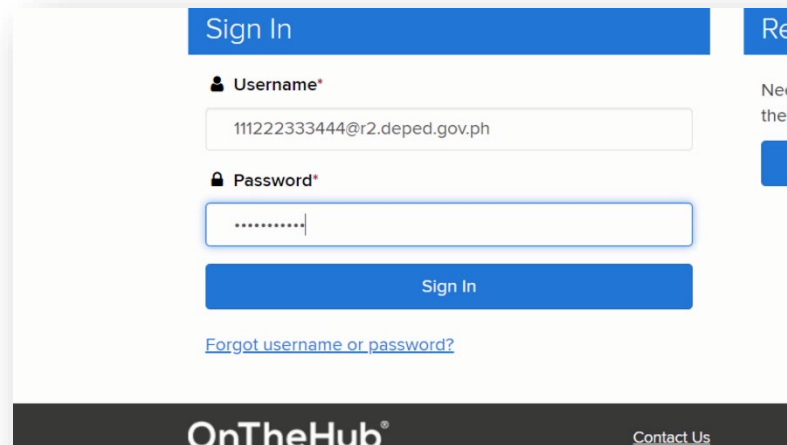 Sign In
Username*
111222333444@r2.deped.gov.ph
Password*
•••••••••••
Sign In
Forgot username or password?
OnTheHub®
Contact Us